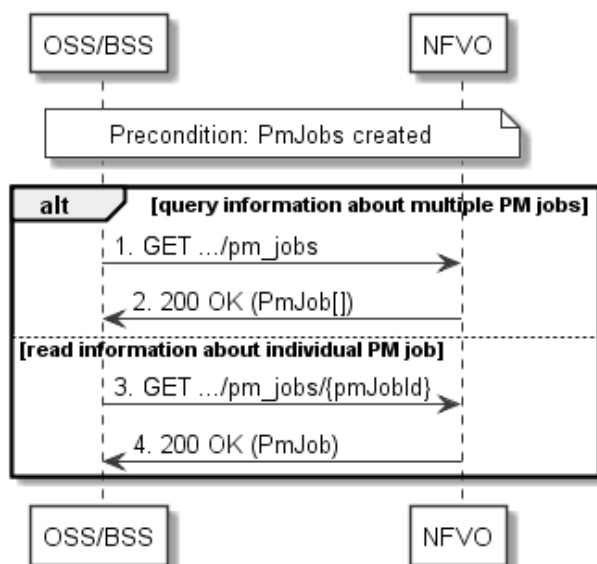 OSS/BSS NFVO
Precondition: PmJobs created
alt [query information about multiple PM jobs]
1. GET .../pm_jobs
2. 200 OK (PmJob[])
[read information about individual PM job]
3. GET .../pm_jobs/{pmJobId}
4. 200 OK (PmJob)
OSS/BSS NFVO